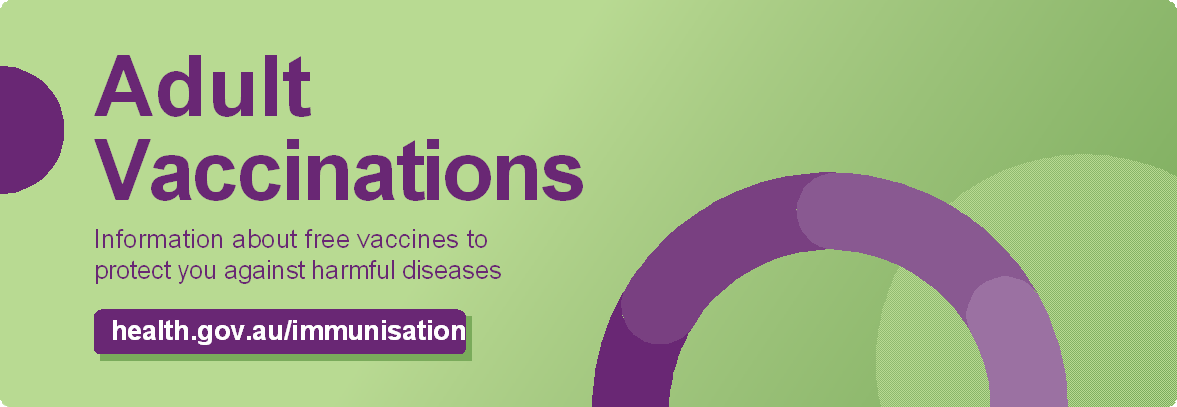 Adult
Vaccinations
Information about free vaccines to
protect you against harmful diseases
health.gov.au/immunisation